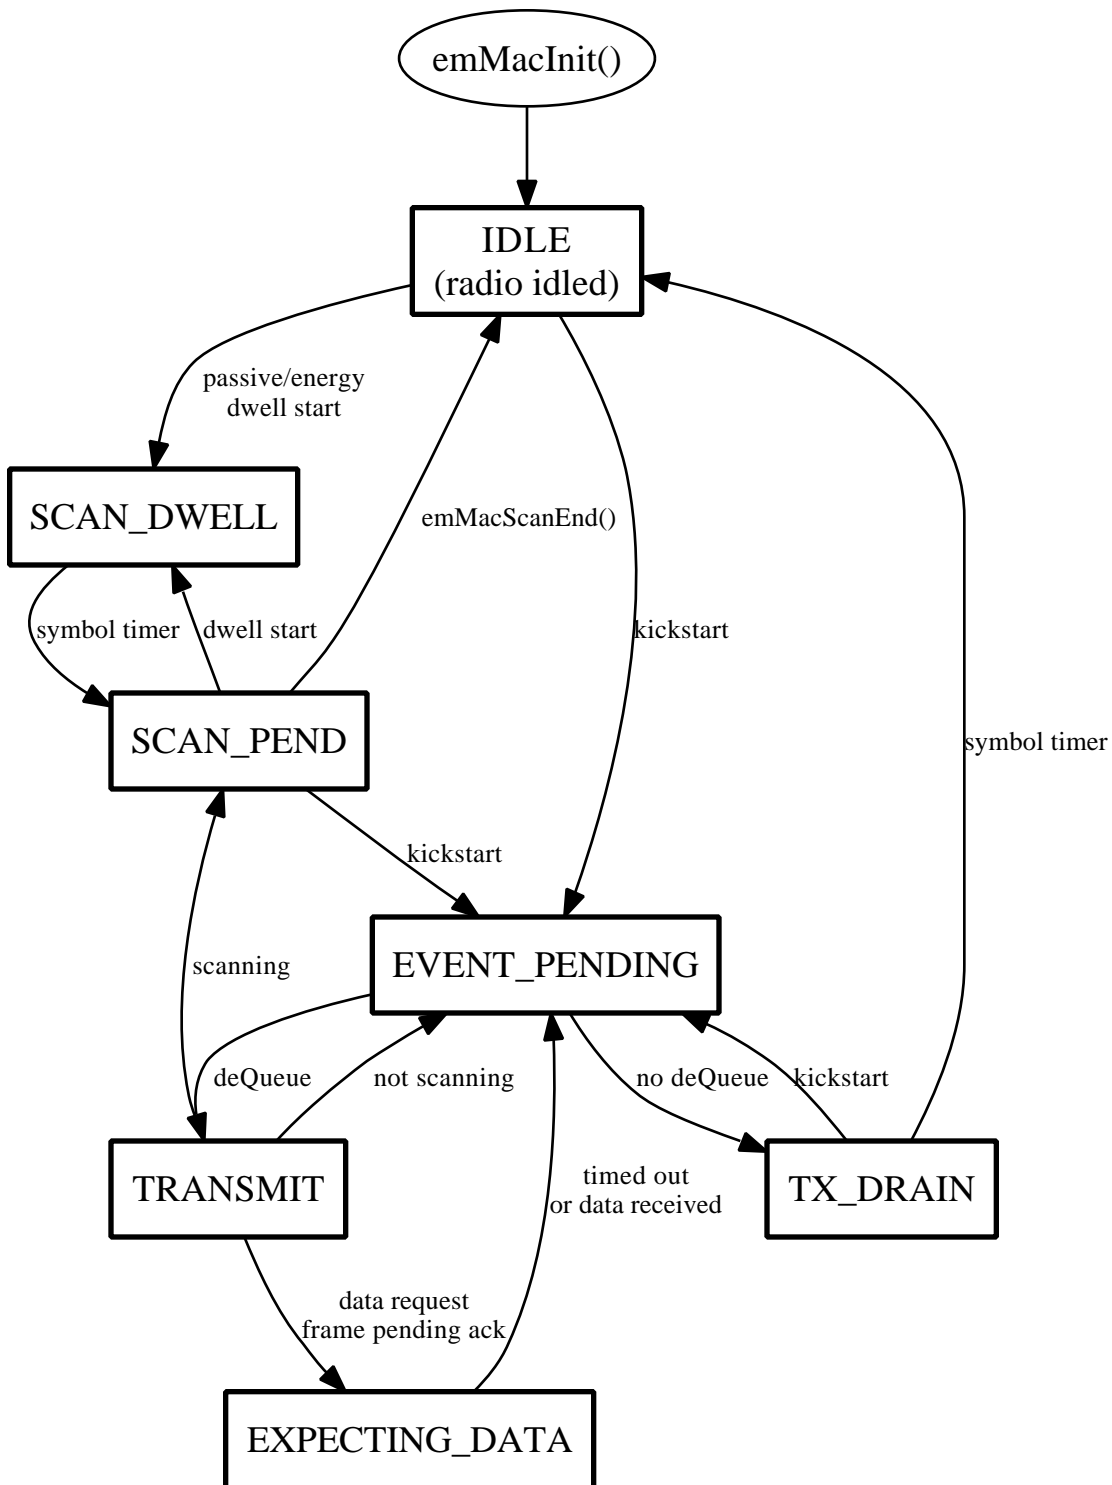 emMacInit()
IDLE
(radio idled)
passive/energy
dwell start
SCAN_DWELL
emMacScanEnd()
symbol timer
dwell start
kickstart
SCAN_PEND
symbol timer
kickstart
EVENT_PENDING
scanning
deQueue
not scanning
no deQueue
kickstart
TRANSMIT
timed out
or data received
TX_DRAIN
data request
frame pending ack
EXPECTING_DATA